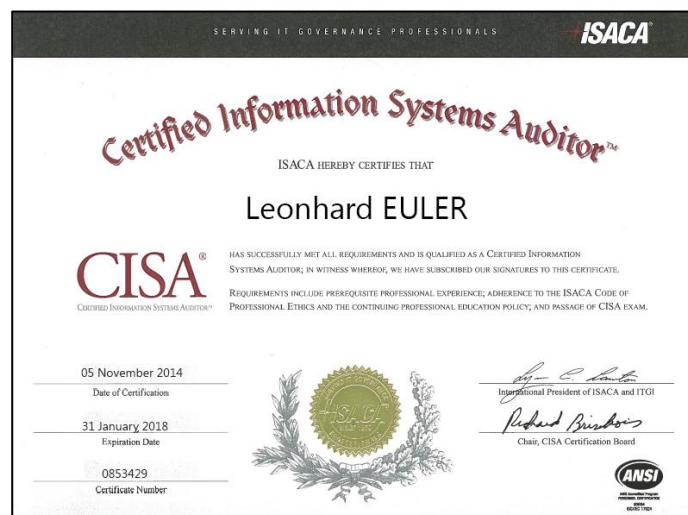 SERVING IT GOVERNANCE PROFESSIONALS
ISACA®
Certified Information Systems Auditor™
ISACA HEREBY CERTIFIES THAT
Leonhard EULER
CISA®
CERTIFIED INFORMATION SYSTEMS AUDITOR™
HAS SUCCESSFULLY MET ALL REQUIREMENTS AND IS QUALIFIED AS A CERTIFIED INFORMATION
SYSTEMS AUDITOR; IN WITNESS WHEREOF, WE HAVE SUBSCRIBED OUR SIGNATURES TO THIS CERTIFICATE.
REQUIREMENTS INCLUDE PREREQUISITE PROFESSIONAL EXPERIENCE; ADHERENCE TO THE ISACA CODE OF
PROFESSIONAL ETHICS AND THE CONTINUING PROFESSIONAL EDUCATION POLICY; AND PASSAGE OF CISA EXAM.
05 November 2014
Date of Certification
31 January 2018
Expiration Date
0853429
Certificate Number
ISACA
International President of ISACA and ITGI
Richard Brisebois
Chair, CISA Certification Board
ANSI